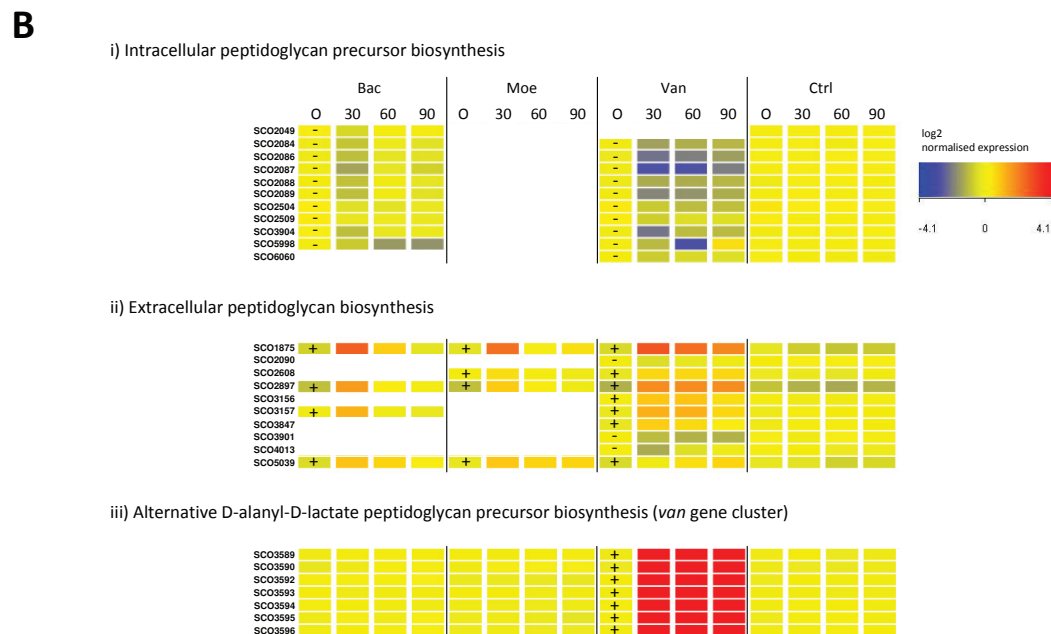 B
i) Intracellular peptidoglycan precursor biosynthesis
Bac Moe Van Ctrl
O 30 60 90 O 30 60 90 O 30 60 90 O 30 60 90
SCO2049 -
SCO2084 - -
SCO2086 - -
SCO2087 - -
SCO2088 - -
SCO2089 - -
SCO2504 - -
SCO2509 - -
SCO3904 - -
SCO5998 - -
SCO6060 -
log2
normalised expression
-4.1 0 4.1
ii) Extracellular peptidoglycan biosynthesis
SCO1875 + + +
SCO2090 -
SCO2608 + +
SCO2897 + + +
SCO3156 +
SCO3157 + +
SCO3847 +
SCO3901 -
SCO4013 -
SCO5039 + + +
iii) Alternative D-alanyl-D-lactate peptidoglycan precursor biosynthesis (van gene cluster)
SCO3589 +
SCO3590 +
SCO3592 +
SCO3593 +
SCO3594 +
SCO3595 +
SCO3596 +